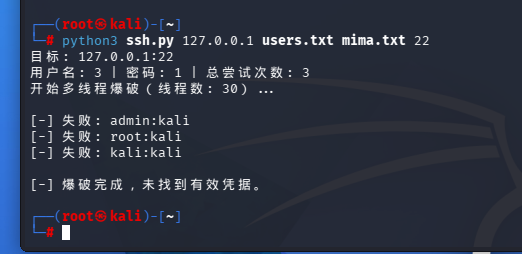 ┌──(root㉿kali)-[~]
└─# python3 ssh.py 127.0.0.1 users.txt mima.txt 22
目标: 127.0.0.1:22
用户名: 3 | 密码: 1 | 总尝试次数: 3
开始多线程爆破（线程数: 30）...
[-] 失败: admin:kali
[-] 失败: root:kali
[-] 失败: kali:kali
[-] 爆破完成，未找到有效凭据。
┌──(root㉿kali)-[~]
└─#